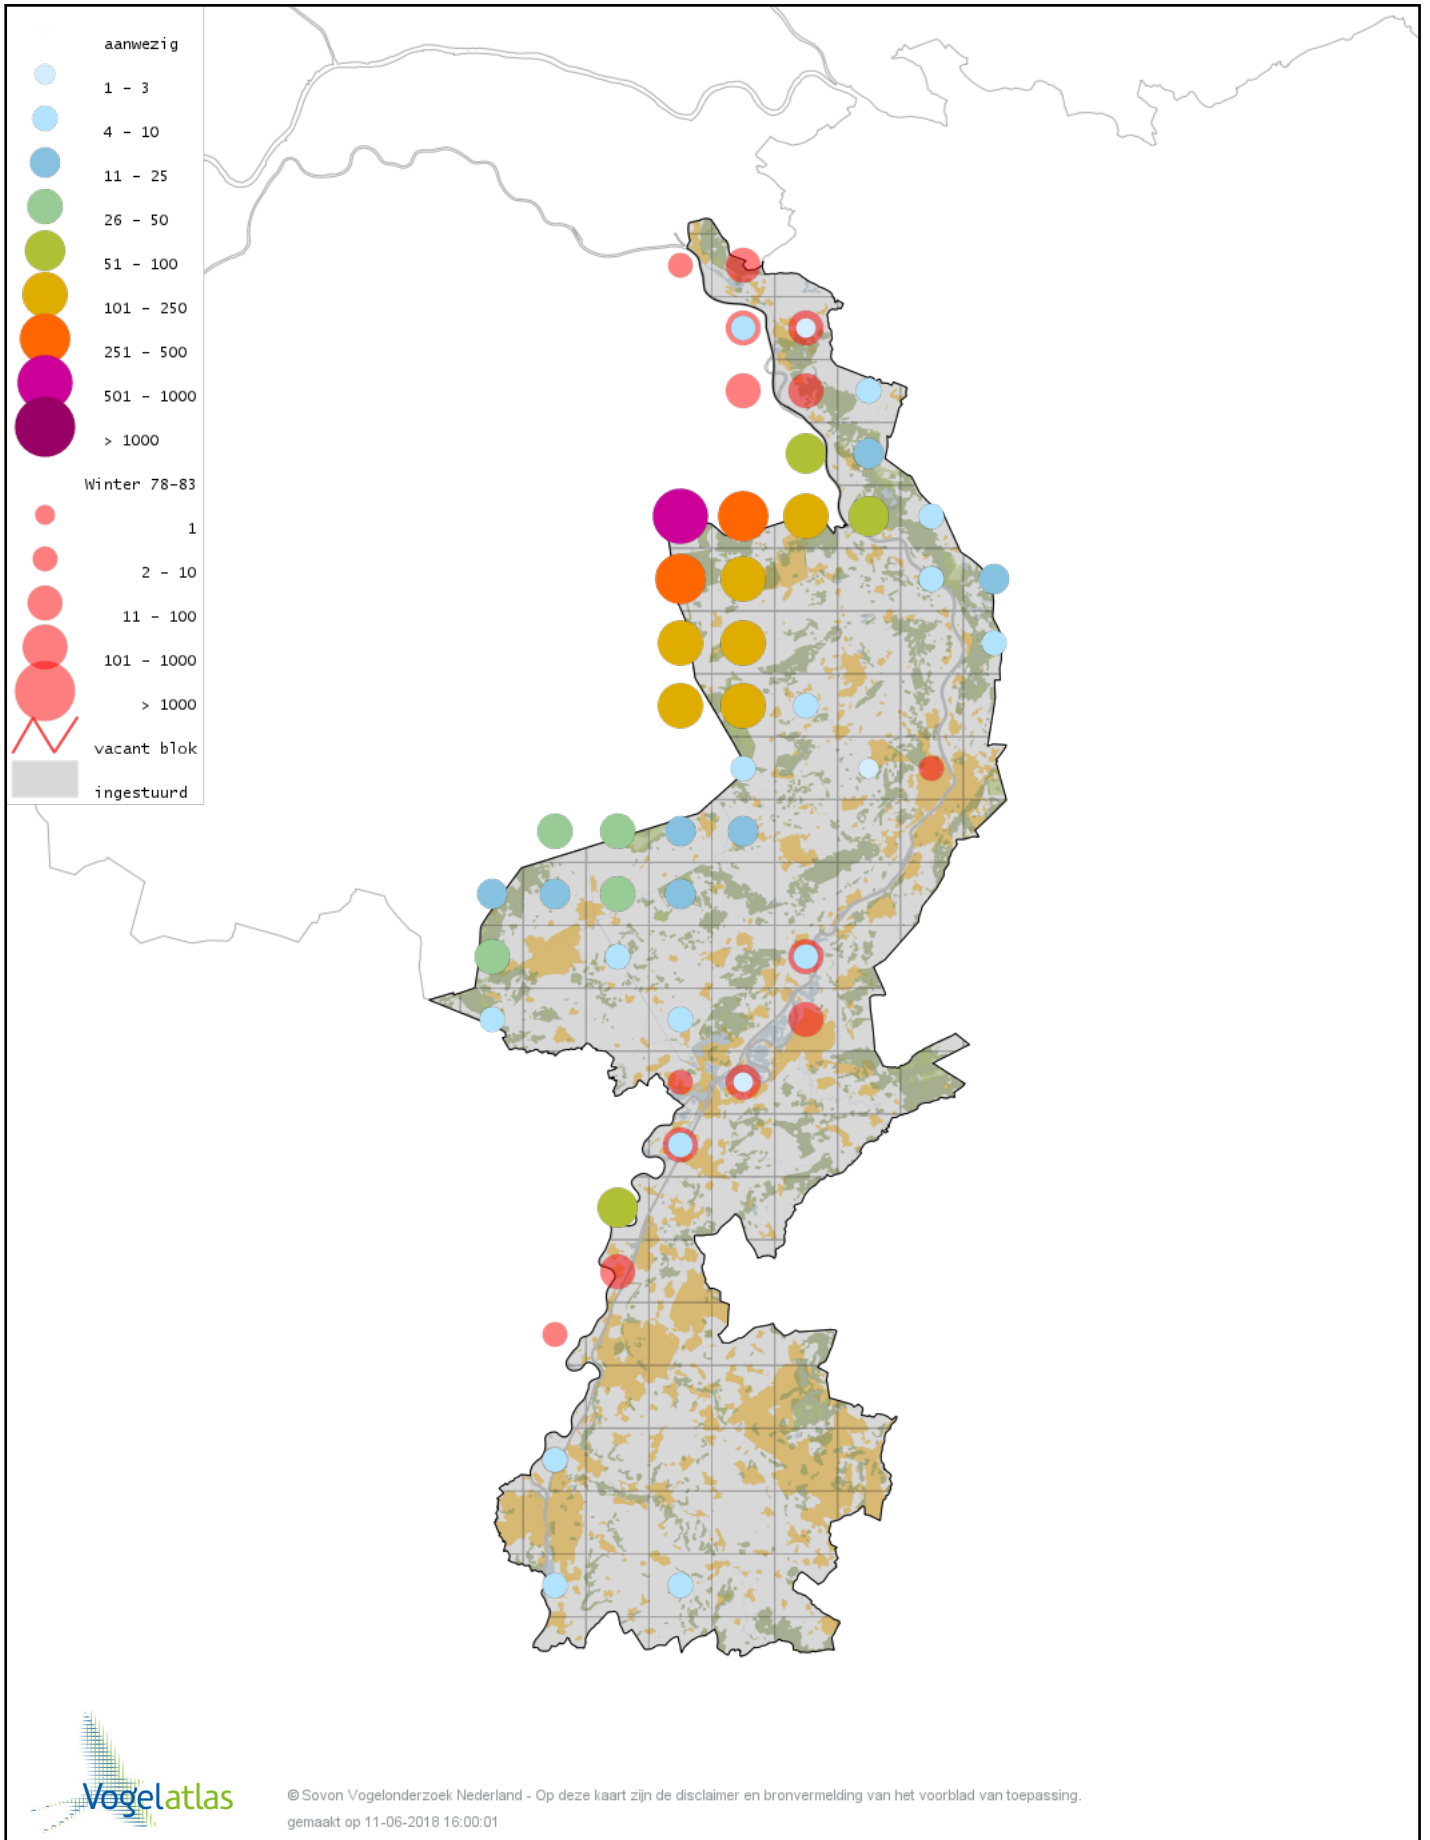 aanwezig
1 - 3
4 - 10
11 - 25
26 - 50
51 - 100
101 - 250
251 - 500
501 - 1000
> 1000
Winter 78-83
1
2 - 10
11 - 100
101 - 1000
> 1000
vacant blok
ingestuurd
Vogelatlas
© Sovon Vogelonderzoek Nederland - Op deze kaart zijn de disclaimer en bronvermelding van het voorblad van toepassing.
gemaakt op 11-06-2018 16:00:01